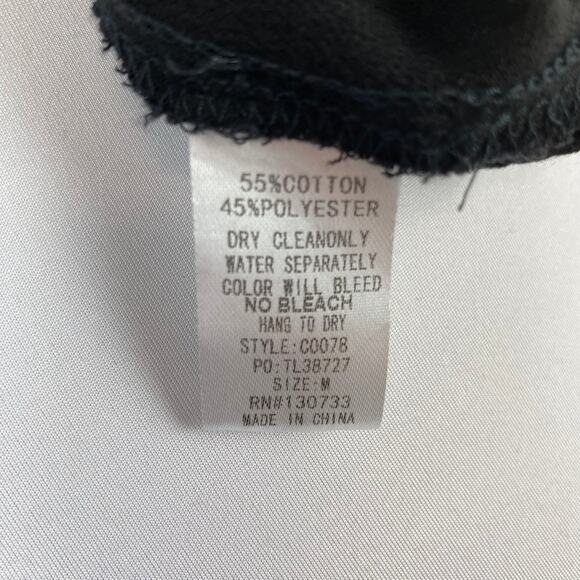 55%COTTON
45%POLYESTER
DRY CLEANONLY
WATER SEPARATELY
COLOR WILL BLEED
NO BLEACH
HANG TO DRY
STYLE:C0078
PO:TL38727
SIZE:M
RN#130733
MADE IN CHINA